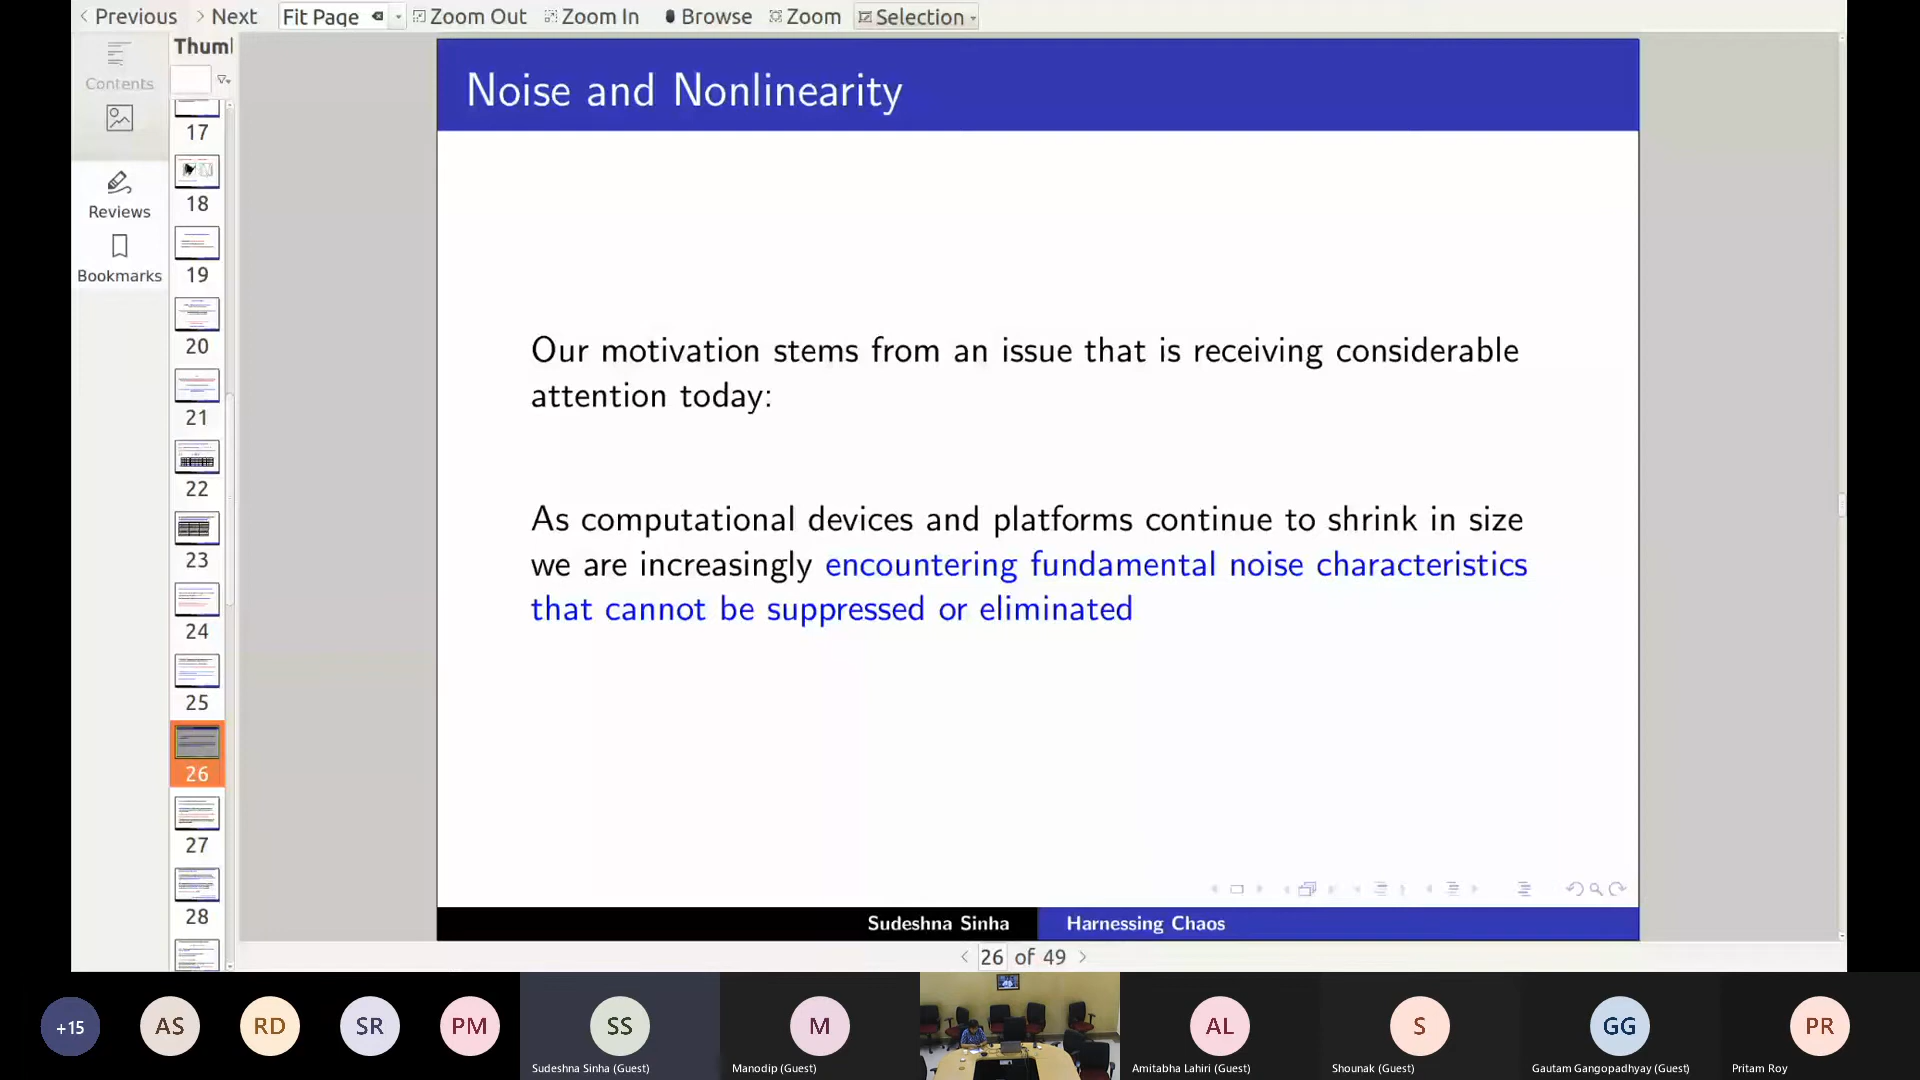 Previous Next Fit Page Zoom Out Zoom In Browse Zoom Selection
Contents
Reviews
Bookmarks
Thum
17
18
19
20
21
22
23
24
25
26
27
28
Noise and Nonlinearity
Our motivation stems from an issue that is receiving considerable
attention today:
As computational devices and platforms continue to shrink in size
we are increasingly encountering fundamental noise characteristics
that cannot be suppressed or eliminated
Sudeshna Sinha Harnessing Chaos
26 of 49
+15 AS RD SR PM SS M AL S GG PR
Sudeshna Sinha (Guest) Manodip (Guest) Amitabha Lahiri (Guest) Shounak (Guest) Gautam Gangopadhyay (Guest) Pritam Roy